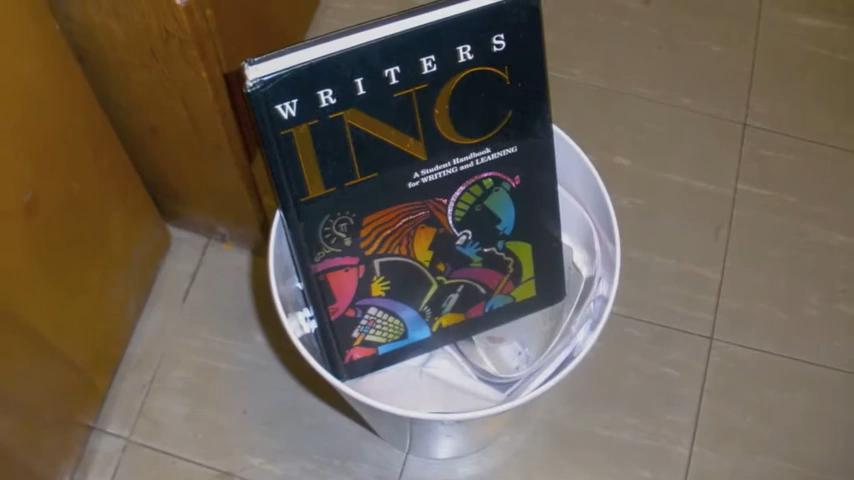 WRITERS
INC
A Student Handbook
for WRITING and LEARNING